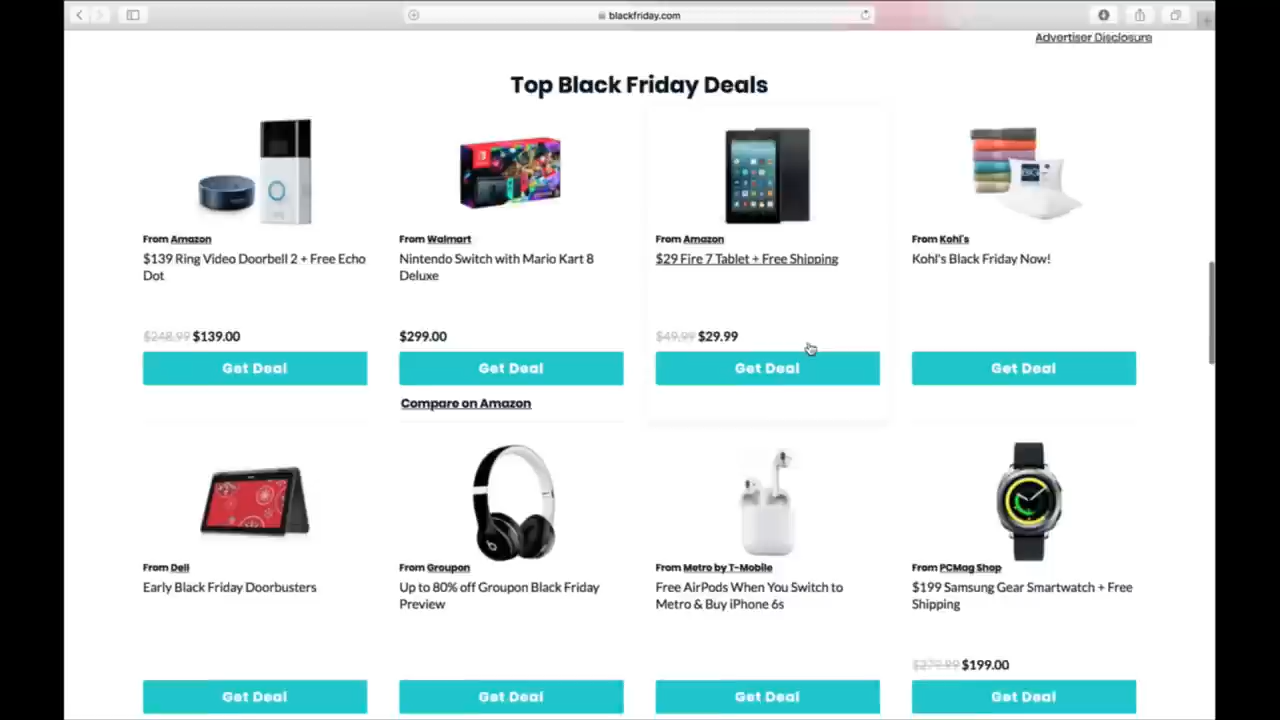 blackfriday.com
Advertiser Disclosure
Top Black Friday Deals
From Amazon
$139 Ring Video Doorbell 2 + Free Echo
Dot
$248.99 $139.00
Get Deal
From Walmart
Nintendo Switch with Mario Kart 8
Deluxe
$299.00
Get Deal
Compare on Amazon
From Amazon
$29 Fire 7 Tablet + Free Shipping
$49.99 $29.99
Get Deal
From Kohl's
Kohl's Black Friday Now!
Get Deal
From Dell
Early Black Friday Doorbusters
Get Deal
From Groupon
Up to 80% off Groupon Black Friday
Preview
Get Deal
From Metro by T-Mobile
Free AirPods When You Switch to
Metro & Buy iPhone 6s
Get Deal
From PCMag Shop
$199 Samsung Gear Smartwatch + Free
Shipping
$279.99 $199.00
Get Deal